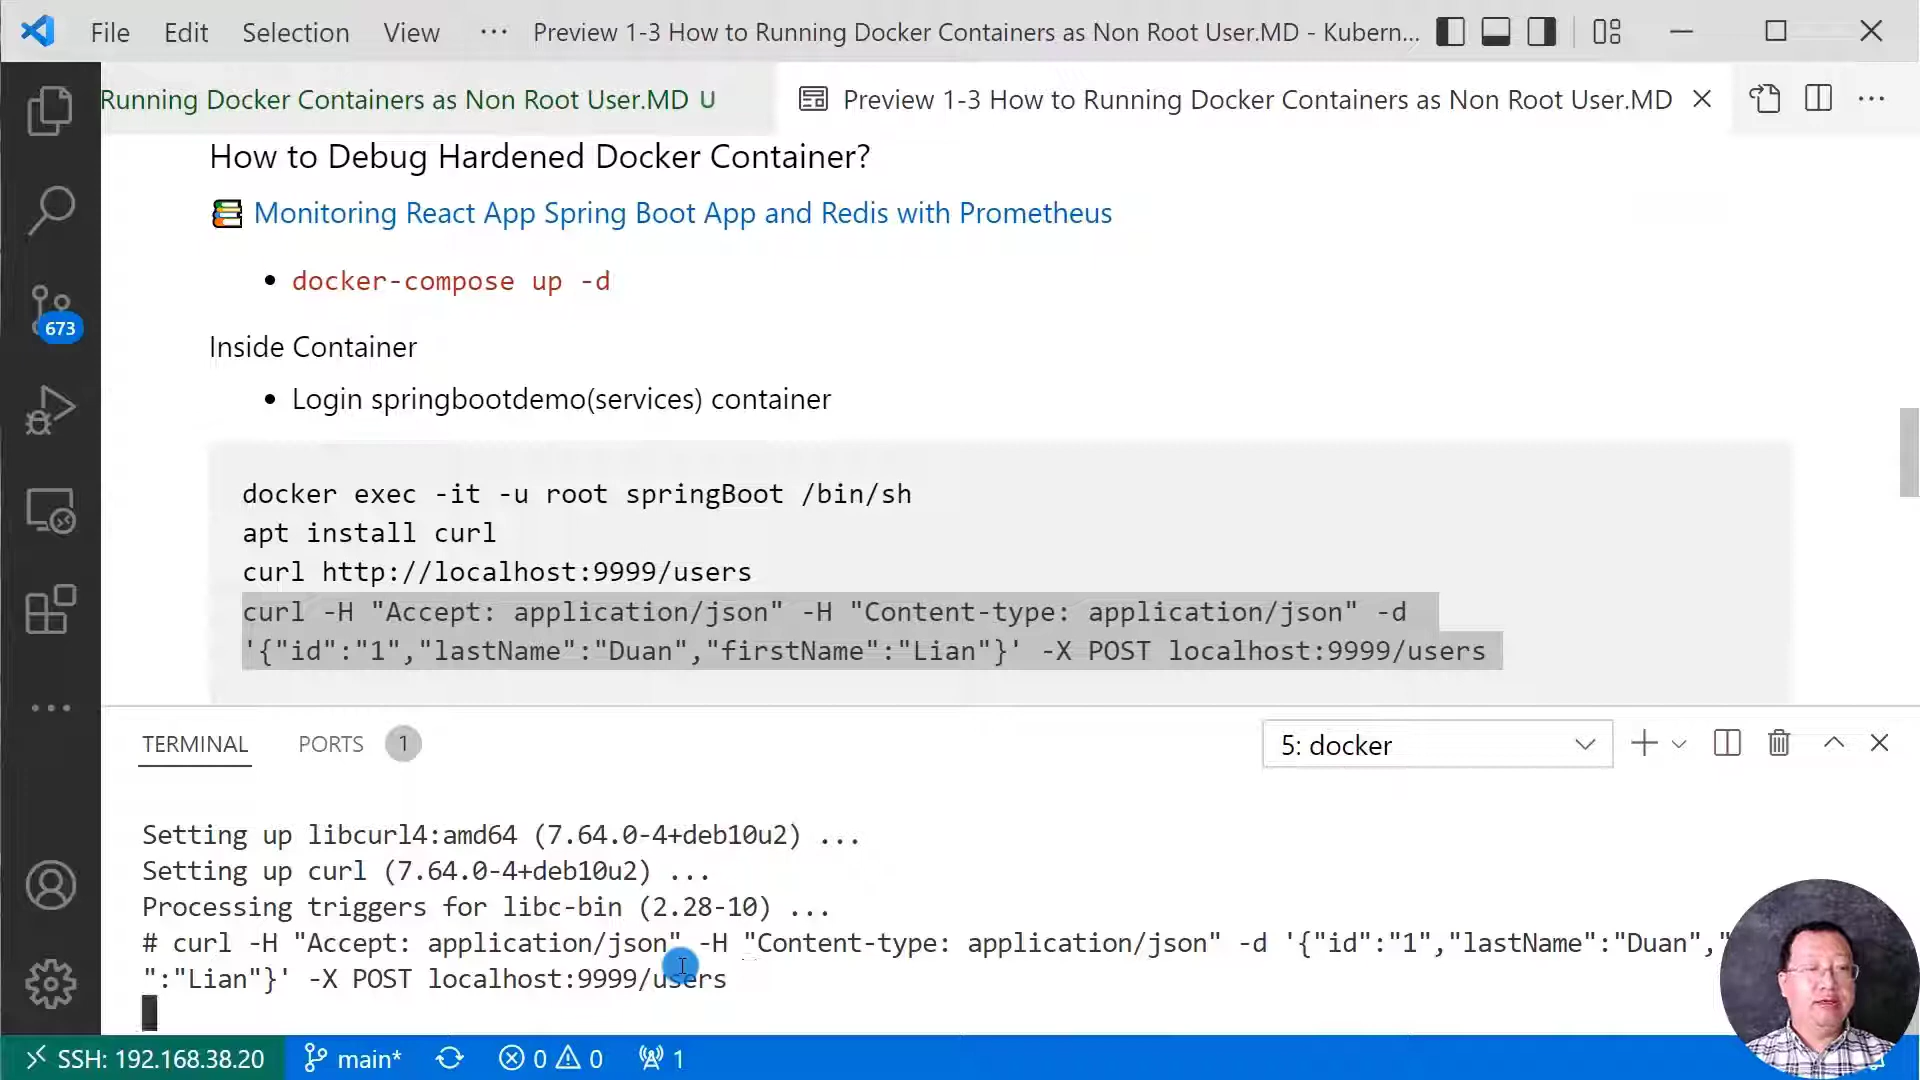 File Edit Selection View ··· Preview 1-3 How to Running Docker Containers as Non Root User.MD - Kubern...
Running Docker Containers as Non Root User.MD U
Preview 1-3 How to Running Docker Containers as Non Root User.MD
How to Debug Hardened Docker Container?
Monitoring React App Spring Boot App and Redis with Prometheus
• docker-compose up -d
Inside Container
• Login springbootdemo(services) container
docker exec -it -u root springBoot /bin/sh
apt install curl
curl http://localhost:9999/users
curl -H "Accept: application/json" -H "Content-type: application/json" -d
'{"id":"1","lastName":"Duan","firstName":"Lian"}' -X POST localhost:9999/users
673
TERMINAL PORTS 1 5: docker
Setting up libcurl4:amd64 (7.64.0-4+deb10u2) ...
Setting up curl (7.64.0-4+deb10u2) ...
Processing triggers for libc-bin (2.28-10) ...
# curl -H "Accept: application/json" -H "Content-type: application/json" -d '{"id":"1","lastName":"Duan","
":"Lian"}' -X POST localhost:9999/users
SSH: 192.168.38.20 main* 0 0 1